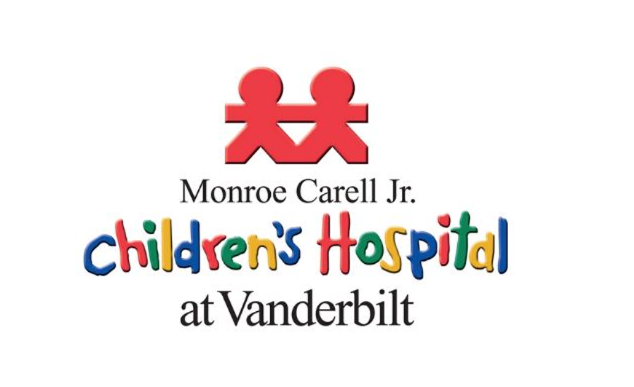 Monroe Carell Jr.
children's Hospital
at Vanderbilt